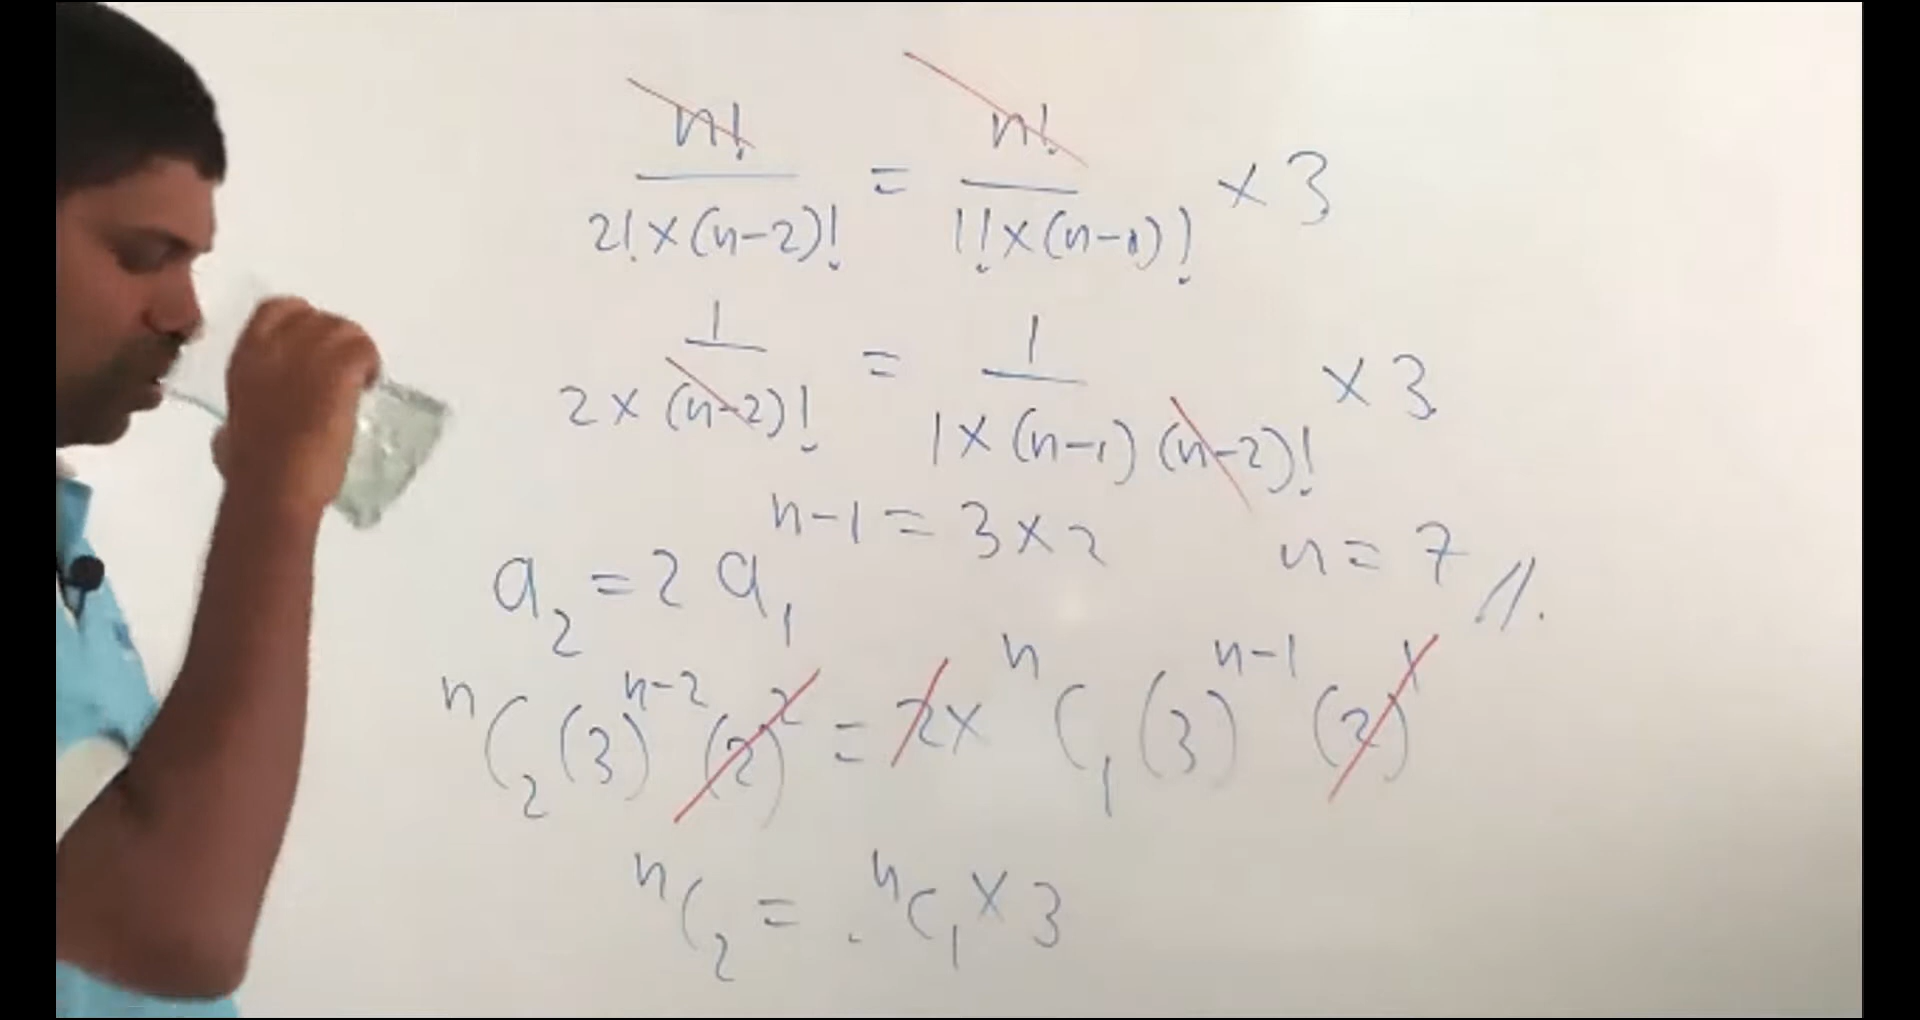 n!/(2!×(n-2)!) = n!/(1!×(n-1)!) × 3
1/(2×(n-2)!) = 1/(1×(n-1)(n-2)!) × 3
n-1 = 3×2
n = 7 //.
a₂ = 2 a₁
ⁿC₂ (3)ⁿ⁻² (2)² = 2× ⁿC₁ (3)ⁿ⁻¹ (2)¹
ⁿC₂ = ⁿC₁ × 3